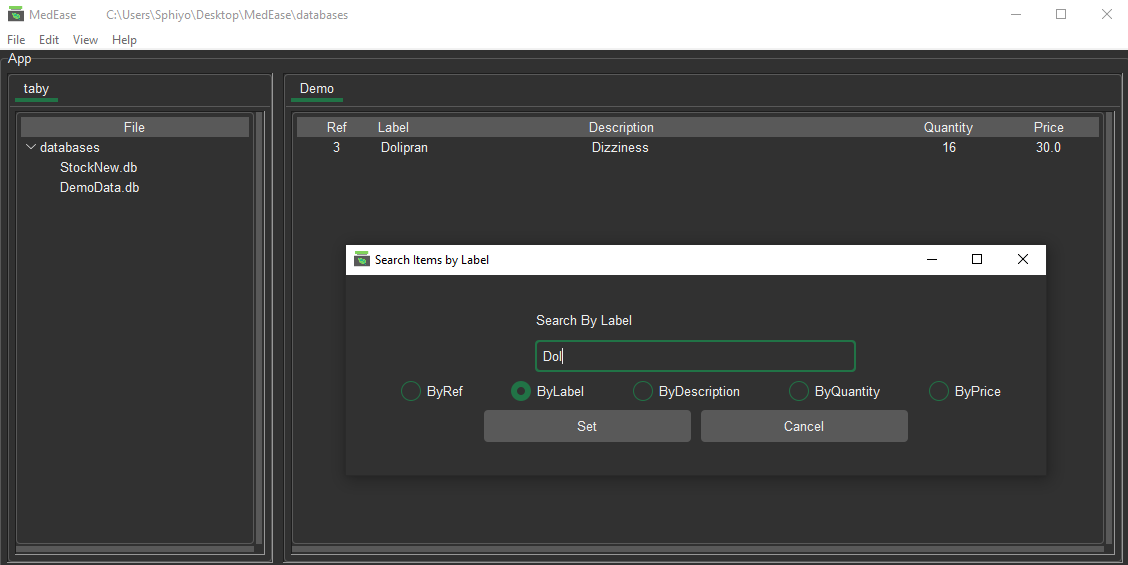 MedEase C:\Users\Sphiyo\Desktop\MedEase\databases
File Edit View Help
App
taby
Demo
File
databases
StockNew.db
DemoData.db
Ref Label Description Quantity Price
3 Dolipran Dizziness 16 30.0
Search Items by Label
Search By Label
Dol
ByRef ByLabel ByDescription ByQuantity ByPrice
Set Cancel